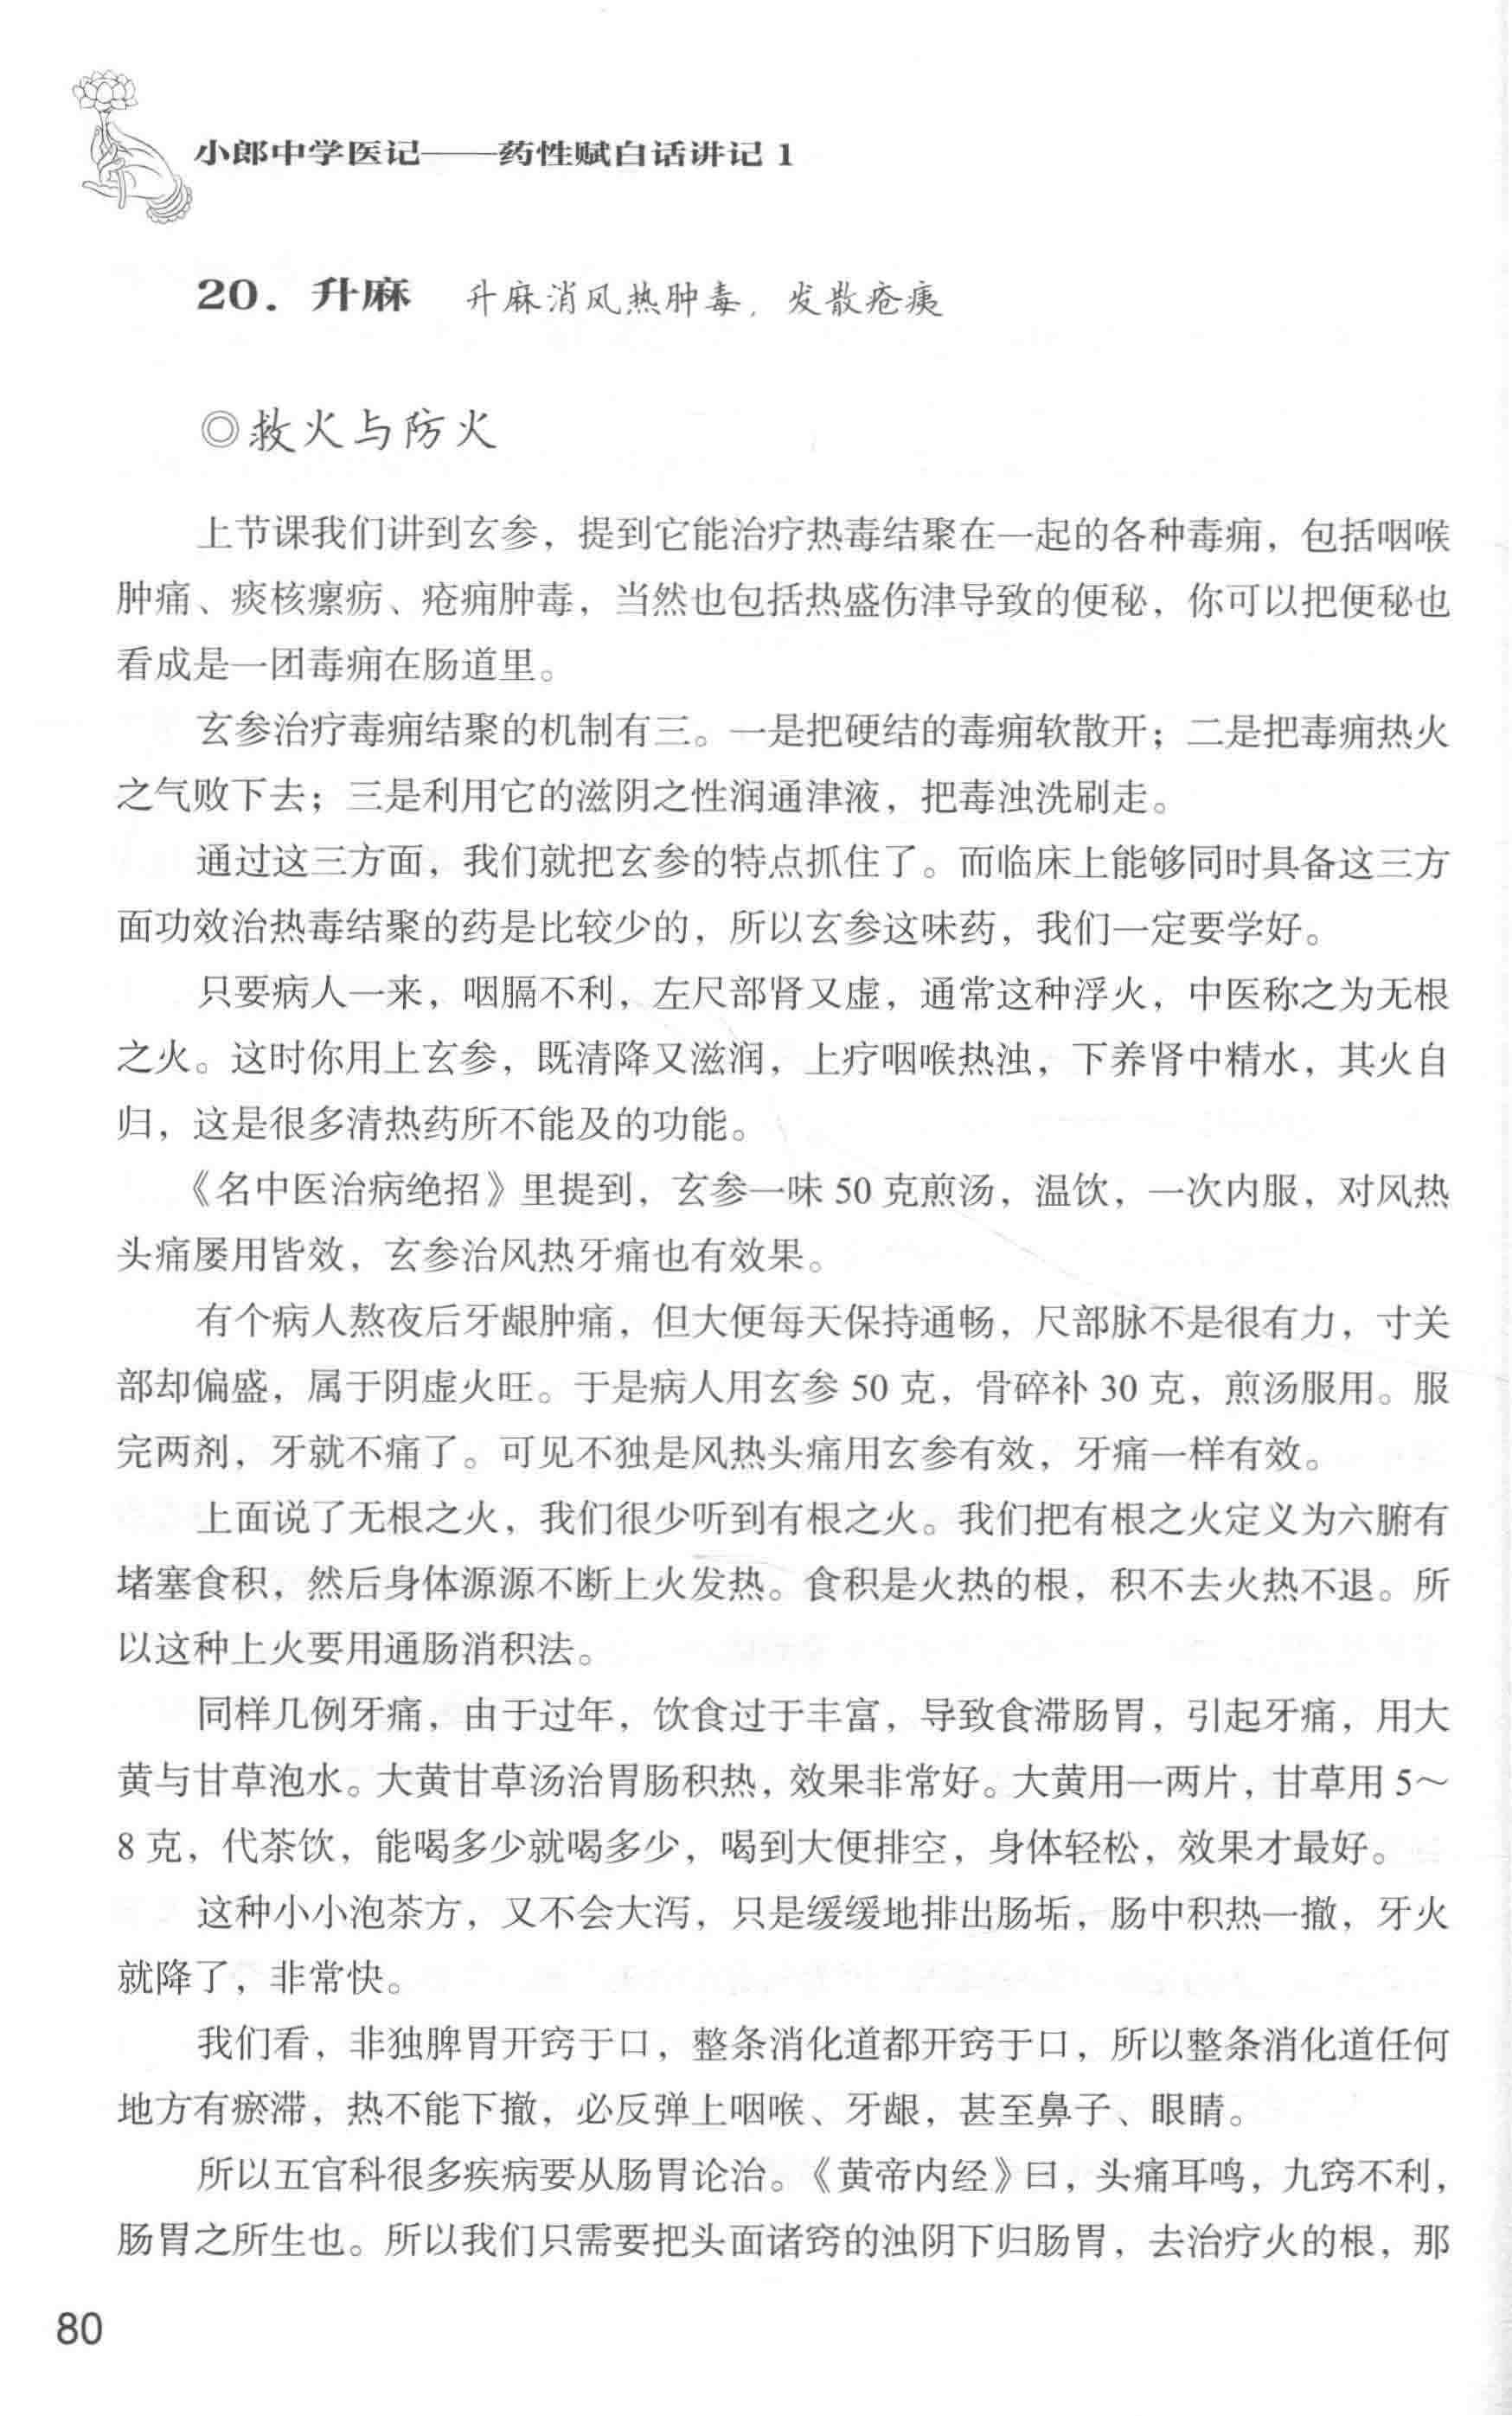 小郎中学医记——药性赋白话讲记 1
20. 升麻 升麻消风热肿毒，发散疮痍
◎救火与防火
上节课我们讲到玄参，提到它能治疗热毒结聚在一起的各种毒痈，包括咽喉
肿痛、痰核瘰疬、疮痈肿毒，当然也包括热盛伤津导致的便秘，你可以把便秘也
看成是一团毒痈在肠道里。
玄参治疗毒痈结聚的机制有三。一是把硬结的毒痈软散开；二是把毒痈热火
之气败下去；三是利用它的滋阴之性润通津液，把毒浊洗刷走。
通过这三方面，我们就把玄参的特点抓住了。而临床上能够同时具备这三方
面功效治热毒结聚的药是比较少的，所以玄参这味药，我们一定要学好。
只要病人一来，咽膈不利，左尺部肾又虚，通常这种浮火，中医称之为无根
之火。这时你用上玄参，既清降又滋润，上疗咽喉热浊，下养肾中精水，其火自
归，这是很多清热药所不能及的功能。
《名中医治病绝招》里提到，玄参一味 50 克煎汤，温饮，一次内服，对风热
头痛屡用皆效，玄参治风热牙痛也有效果。
有个病人熬夜后牙龈肿痛，但大便每天保持通畅，尺部脉不是很有力，寸关
部却偏盛，属于阴虚火旺。于是病人用玄参 50 克，骨碎补 30 克，煎汤服用。服
完两剂，牙就不痛了。可见不独是风热头痛用玄参有效，牙痛一样有效。
上面说了无根之火，我们很少听到有根之火。我们把有根之火定义为六腑有
堵塞食积，然后身体源源不断上火发热。食积是火热的根，积不去火热不退。所
以这种上火要用通肠消积法。
同样几例牙痛，由于过年，饮食过于丰富，导致食滞肠胃，引起牙痛，用大
黄与甘草泡水。大黄甘草汤治胃肠积热，效果非常好。大黄用一两片，甘草用 5～
8 克，代茶饮，能喝多少就喝多少，喝到大便排空，身体轻松，效果才最好。
这种小小泡茶方，又不会大泻，只是缓缓地排出肠垢，肠中积热一撤，牙火
就降了，非常快。
我们看，非独脾胃开窍于口，整条消化道都开窍于口，所以整条消化道任何
地方有瘀滞，热不能下撤，必反弹上咽喉、牙龈，甚至鼻子、眼睛。
所以五官科很多疾病要从肠胃论治。《黄帝内经》曰，头痛耳鸣，九窍不利，
肠胃之所生也。所以我们只需要把头面诸窍的浊阴下归肠胃，去治疗火的根，那
80